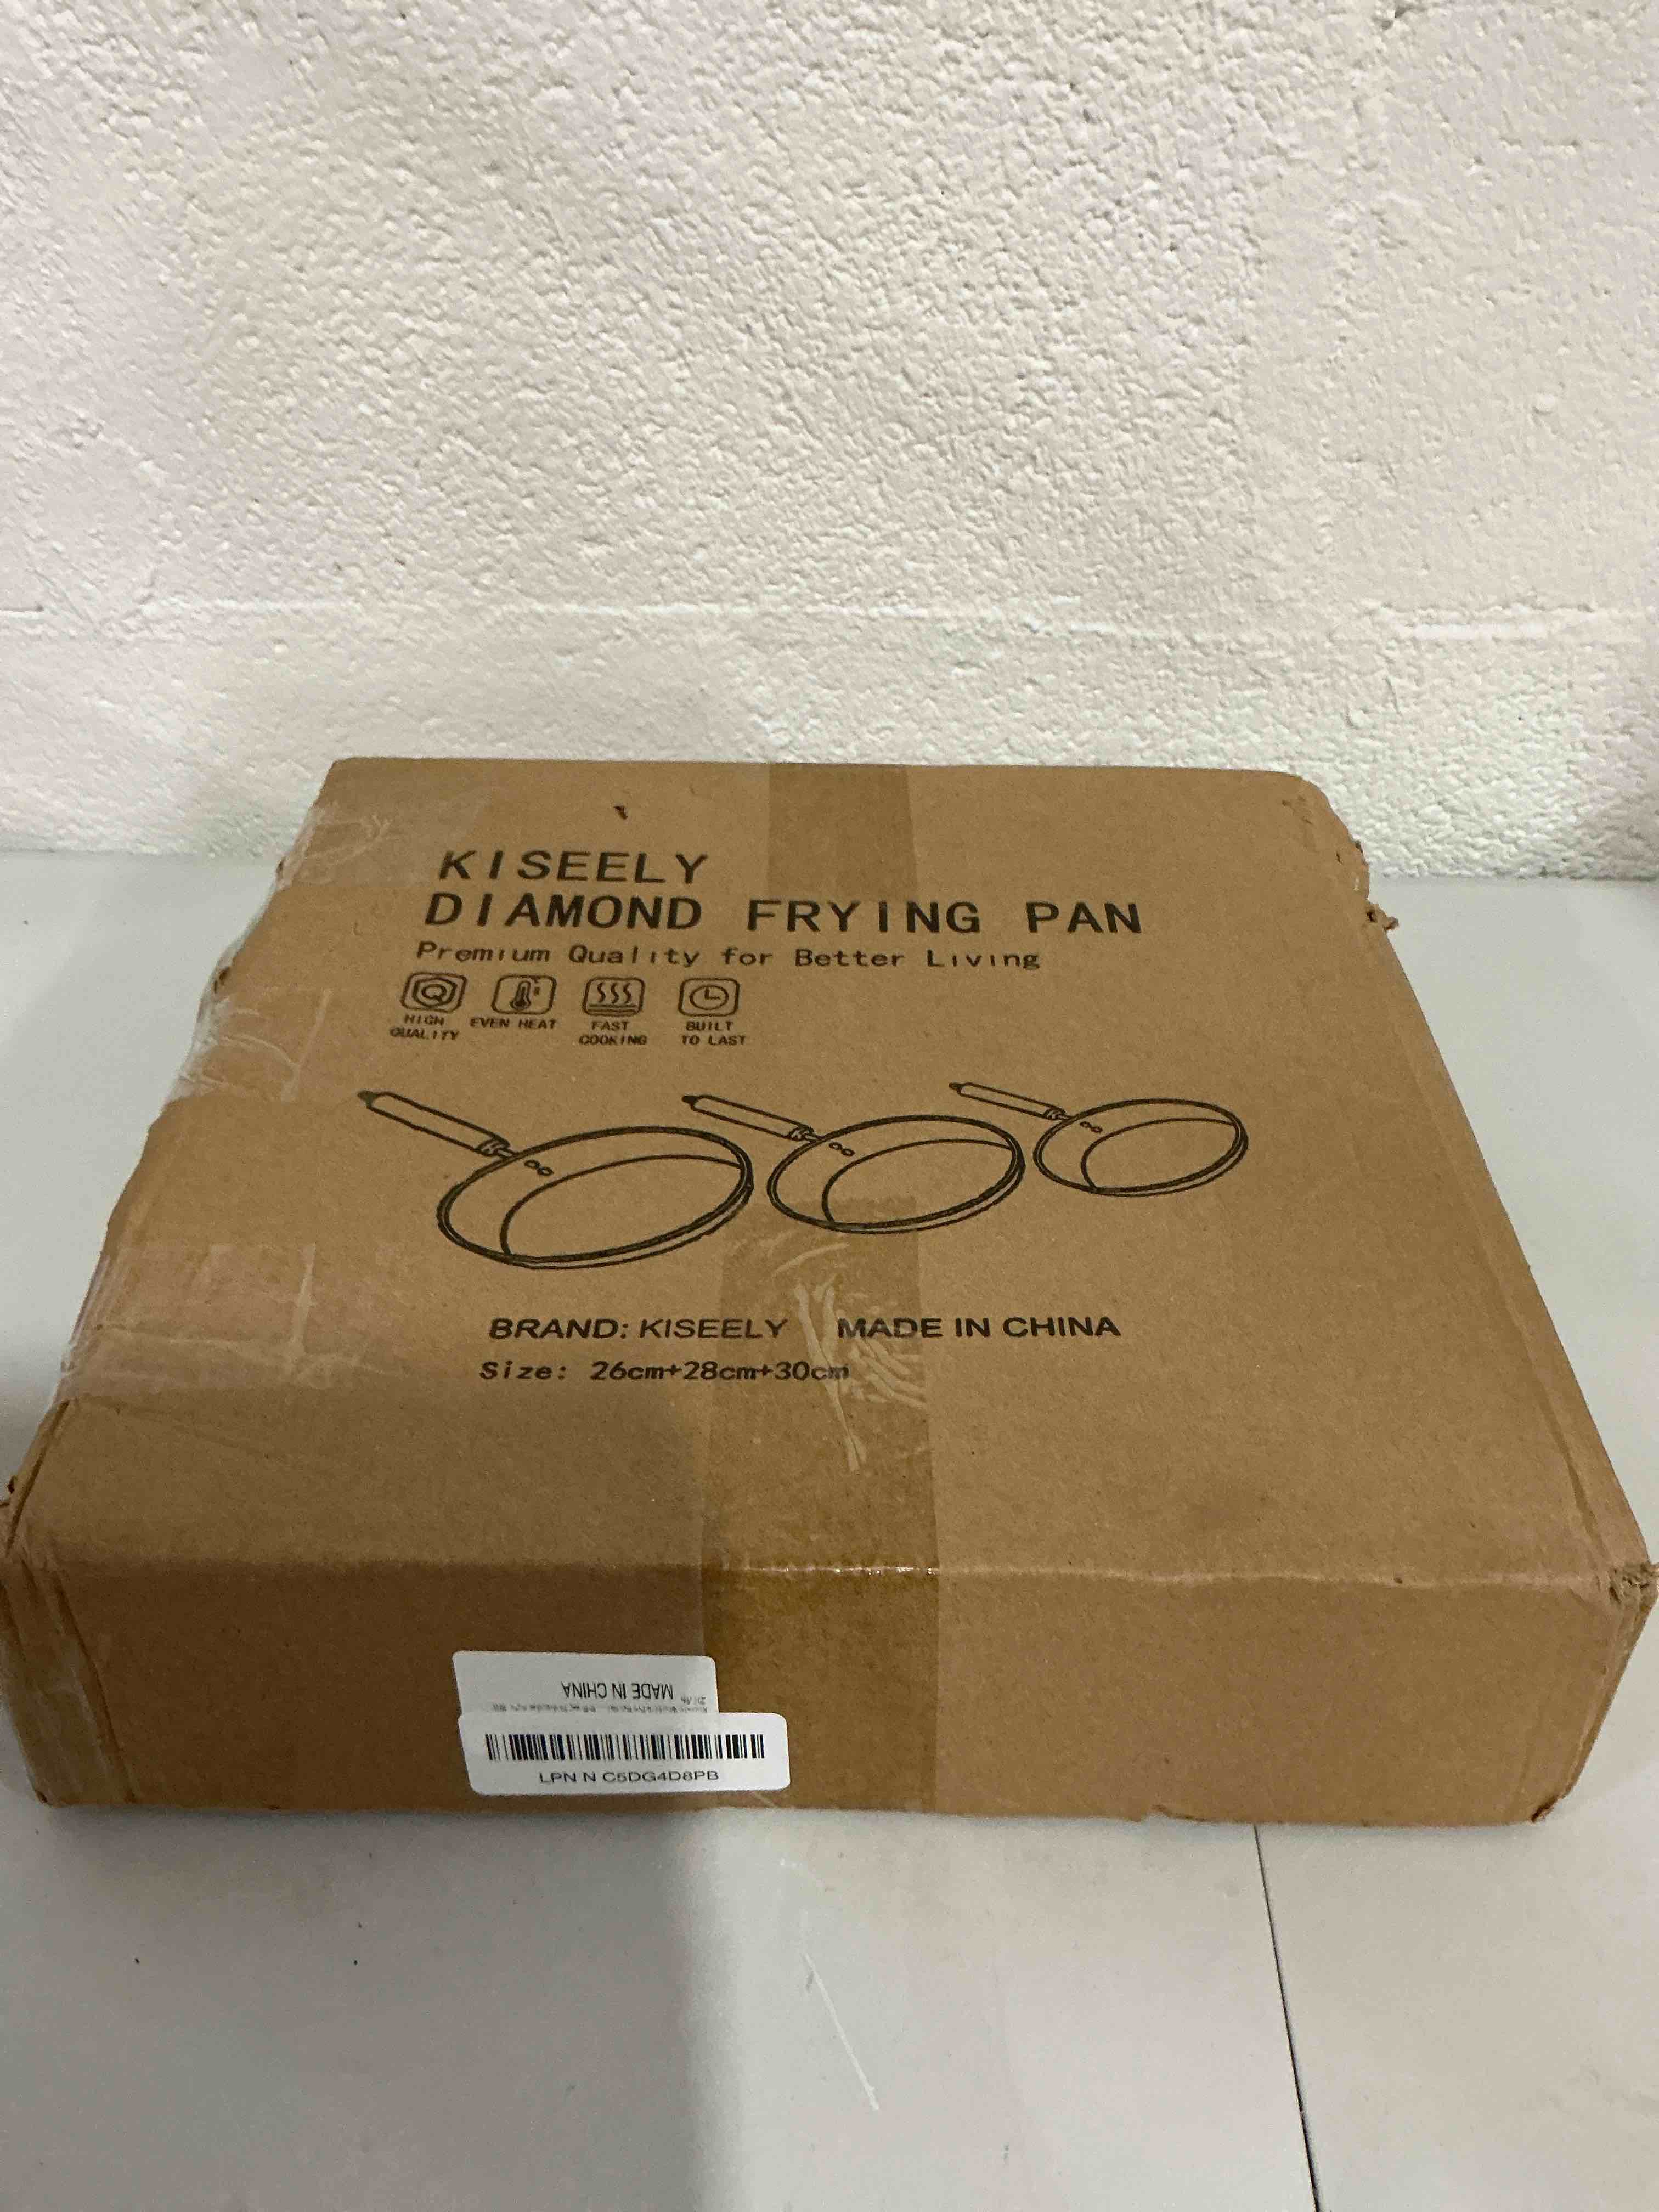 KISEELY
DIAMOND FRYING PAN
Premium Quality for Better Living
HIGH QUALITY
EVEN HEAT
FAST COOKING
BUILT TO LAST
BRAND: KISEELY MADE IN CHINA
Size: 26cm+28cm+30cm
MADE IN CHINA
LPN N C5DG4D8PB